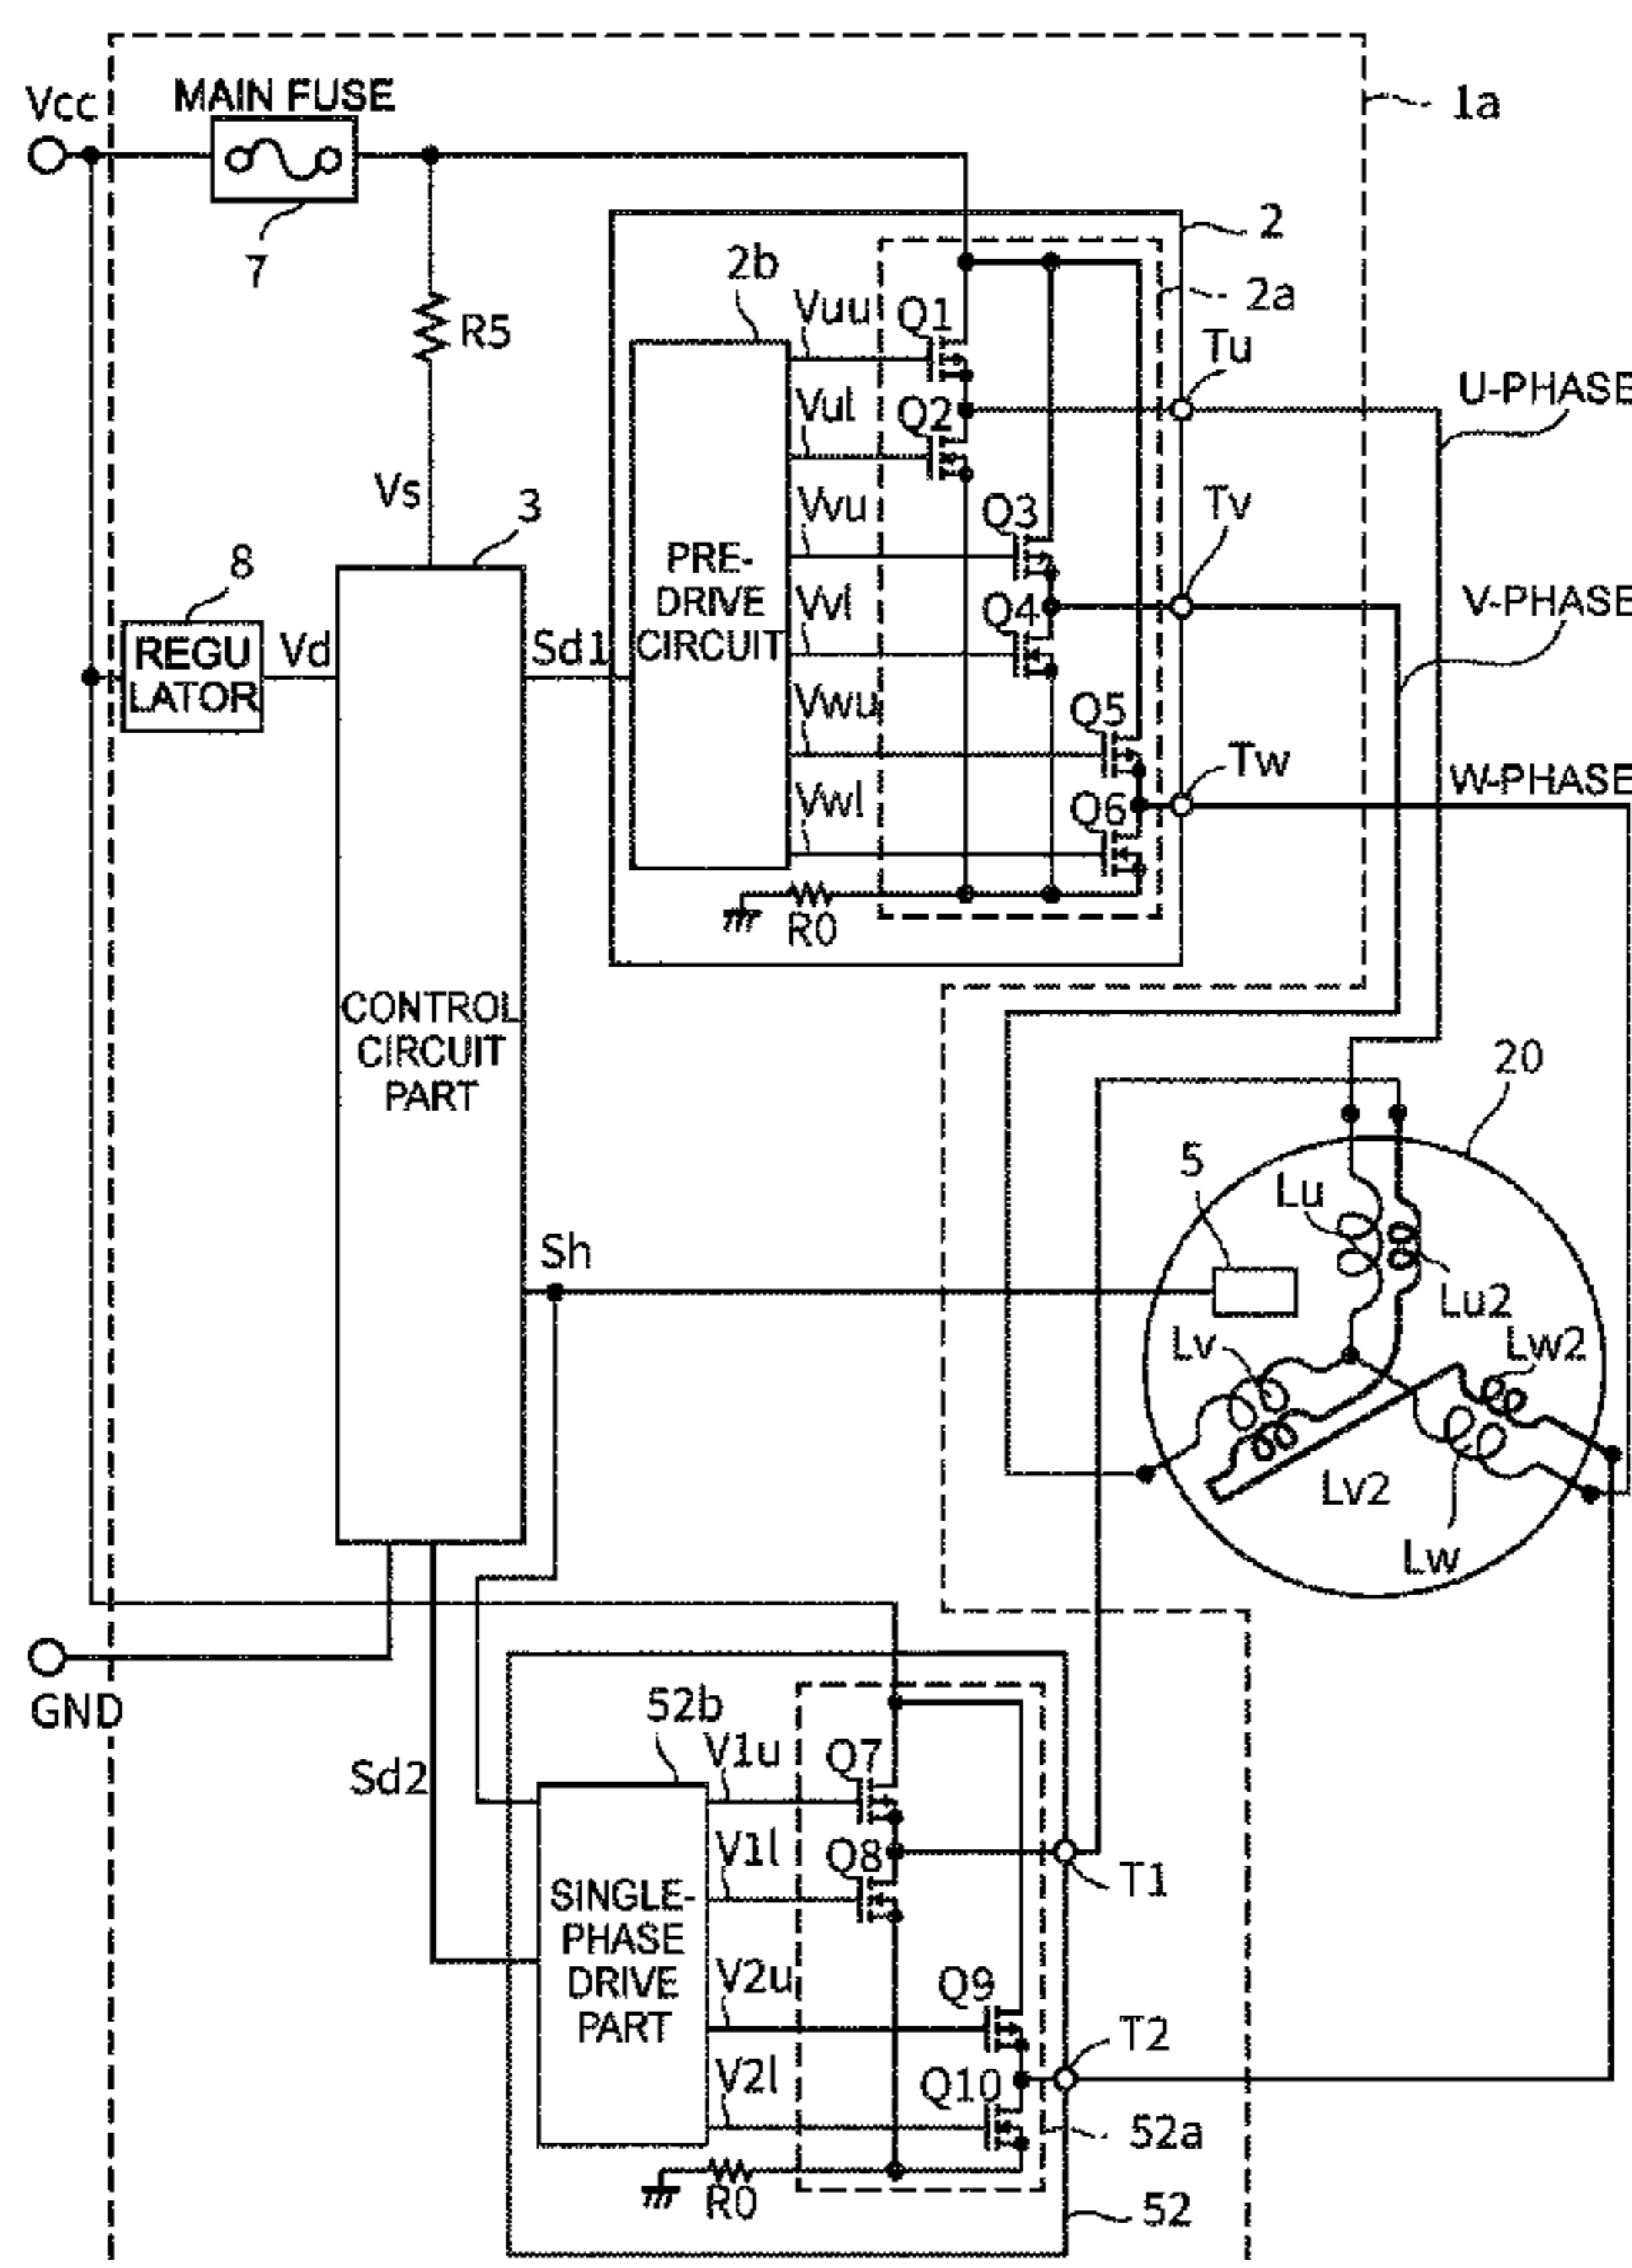 Vcc
MAIN FUSE
1a
7
2
2b
2a
Vuu
Q1
R5
Tu
U-PHASE
Vul
Q2
Vs
3
Vvu
Q3
Tv
8
PRE-
DRIVE
CIRCUIT
Vvl
Q4
V-PHASE
REGU
LATOR
Vd
Sd1
Vwu
Q5
Tw
W-PHASE
Vwl
Q6
R0
CONTROL
CIRCUIT
PART
20
5
Lu
Sh
Lu2
Lv
Lw2
Lv2
Lw
GND
52b
V1u
Q7
Sd2
V1l
Q8
T1
SINGLE-
PHASE
DRIVE
PART
V2u
Q9
T2
V2l
Q10
52a
R0
52